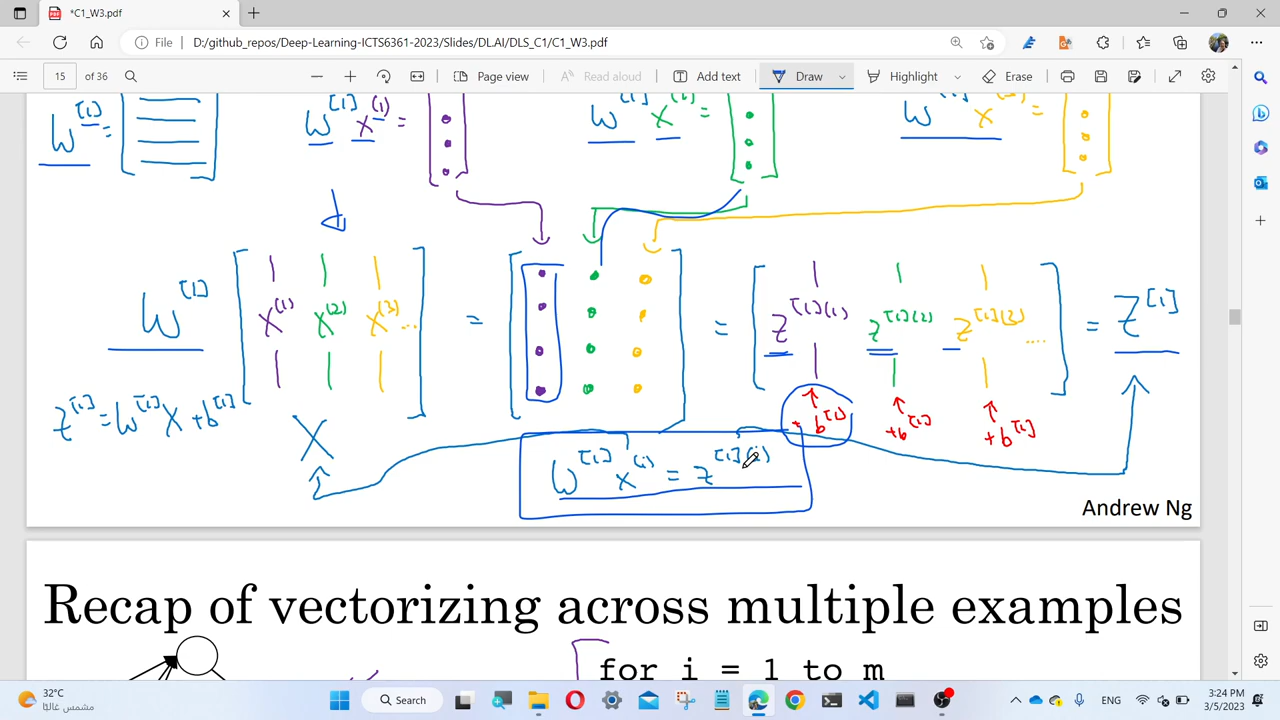 *C1_W3.pdf
File D:/github_repos/Deep-Learning-ICTS6361-2023/Slides/DL.AI/DLS_C1/C1_W3.pdf
15 of 36 Page view Read aloud Add text Draw Highlight Erase
W[1] = W[1] x(1) = W[1] x = W x =
W[1] x(1) x(2) x(3) ... = = z[1](1) z[1](2) z[1](3) .... = Z[1]
z[1] = W[1] X + b[1] X + b[1] +b[1] +b[1]
W[1] x(i) = z[1](i)
Andrew Ng
Recap of vectorizing across multiple examples
for i = 1 to m
32°C
مشمس غالبًا
Search
ENG
3:24 PM
3/5/2023